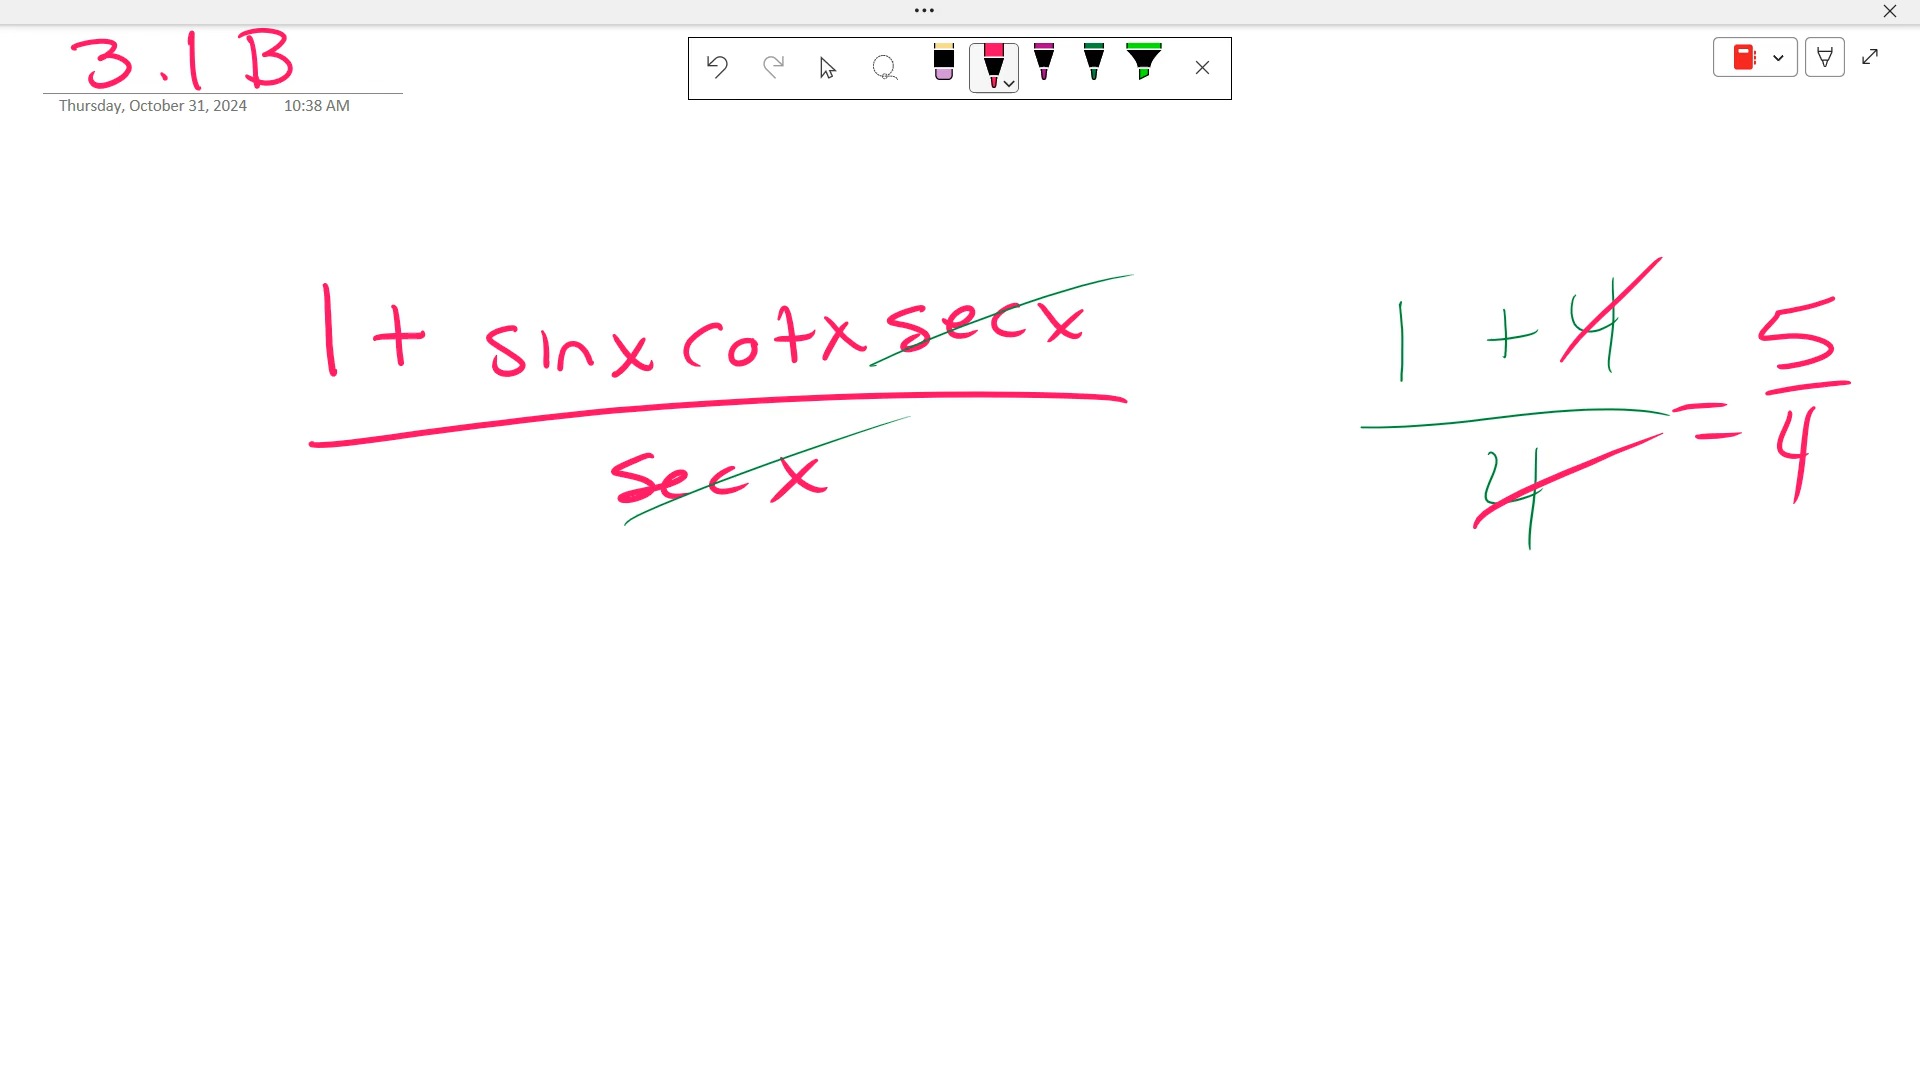 3.1 B
Thursday, October 31, 2024 10:38 AM
1 + sinx cotx secx
secx
1 + 4
4
= 5
4